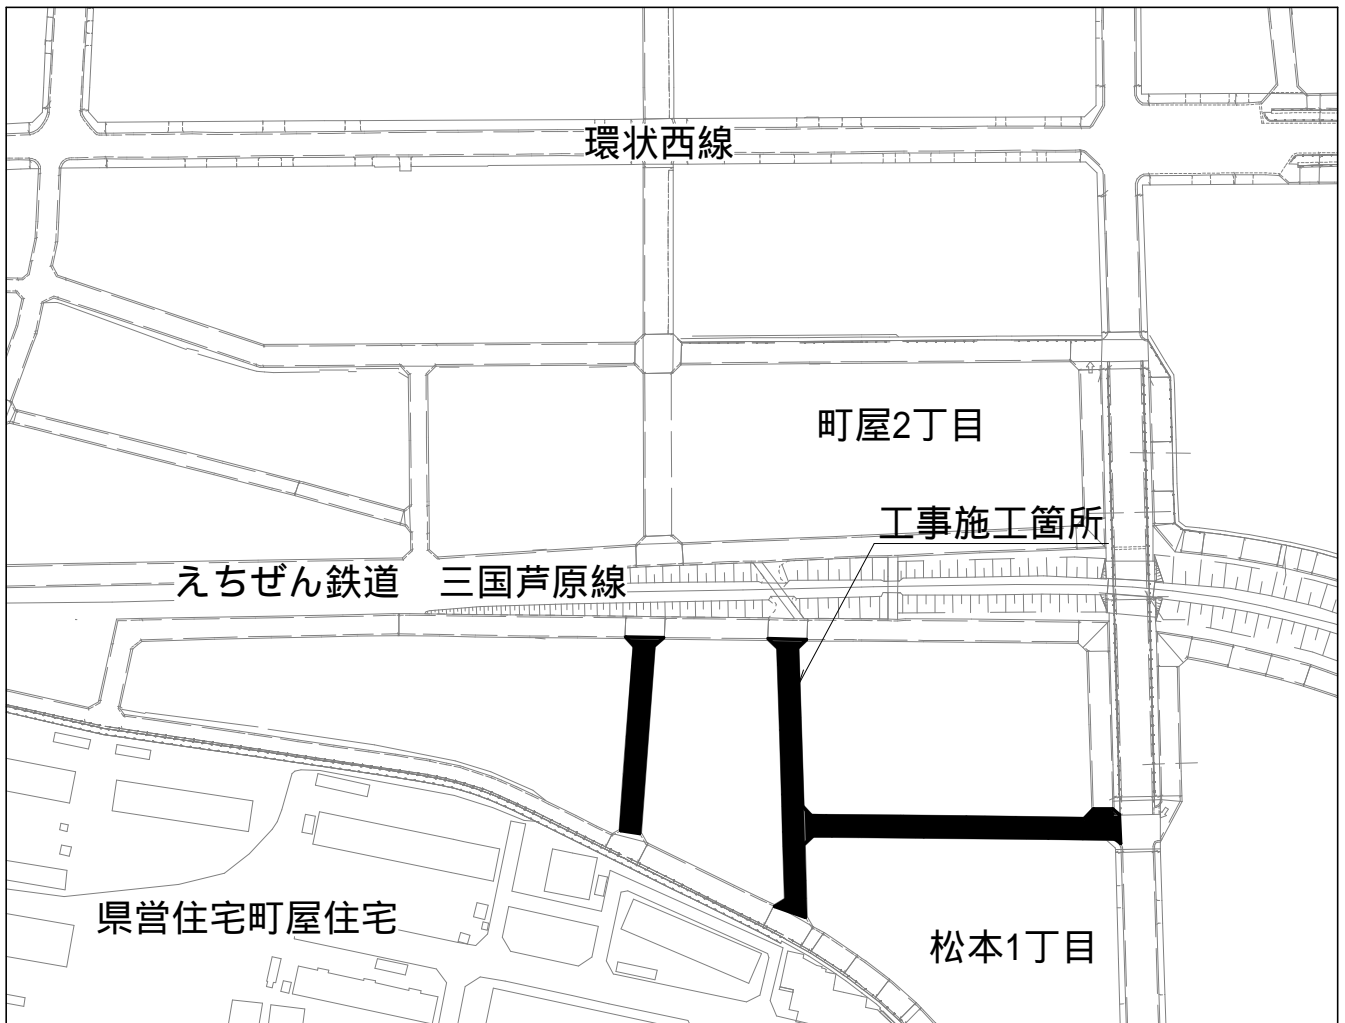 環状西線
町屋2丁目
工事施工箇所
えちぜん鉄道　三国芦原線
県営住宅町屋住宅
松本1丁目